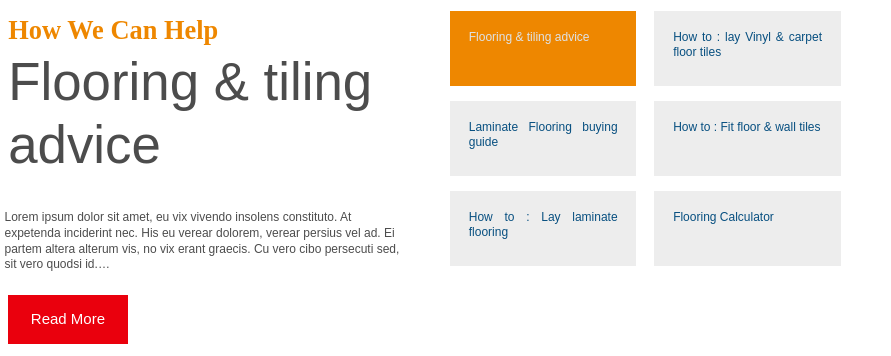 How We Can Help
Flooring & tiling
advice
Lorem ipsum dolor sit amet, eu vix vivendo insolens constituto. At
expetenda inciderint nec. His eu verear dolorem, verear persius vel ad. Ei
partem altera alterum vis, no vix erant graecis. Cu vero cibo persecuti sed,
sit vero quodsi id.…
Read More
Flooring & tiling advice
How to : lay Vinyl & carpet
floor tiles
Laminate Flooring buying
guide
How to : Fit floor & wall tiles
How to : Lay laminate
flooring
Flooring Calculator